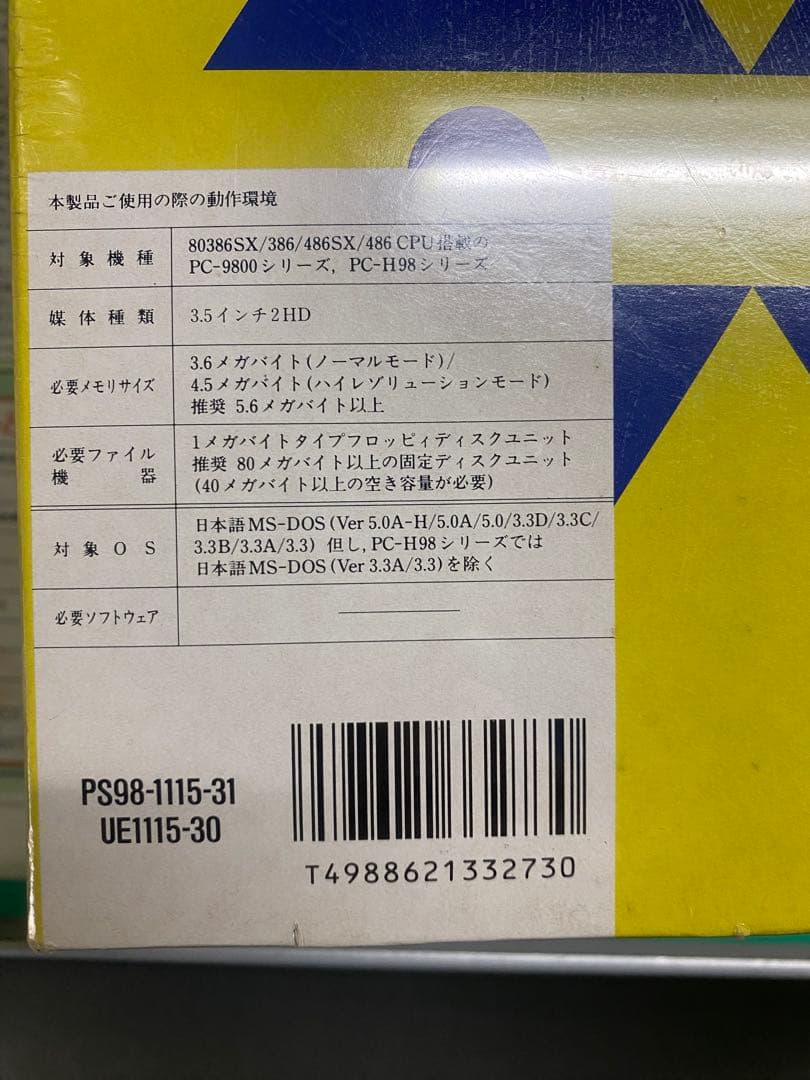 本製品ご使用の際の動作環境
対象機種
80386SX/386/486SX/486 CPU搭載の
PC-9800シリーズ, PC-H98シリーズ
媒体種類
3.5インチ2HD
必要メモリサイズ
3.6メガバイト(ノーマルモード)/
4.5メガバイト(ハイレゾリューションモード)
推奨 5.6メガバイト以上
必要ファイル
機器
1メガバイトタイプフロッピィディスクユニット
推奨 80メガバイト以上の固定ディスクユニット
(40メガバイト以上の空き容量が必要)
対象OS
日本語MS-DOS(Ver 5.0A-H/5.0A/5.0/3.3D/3.3C/
3.3B/3.3A/3.3) 但し,PC-H98シリーズでは
日本語MS-DOS(Ver 3.3A/3.3)を除く
必要ソフトウェア
PS98-1115-31
UE1115-30
T4988621332730